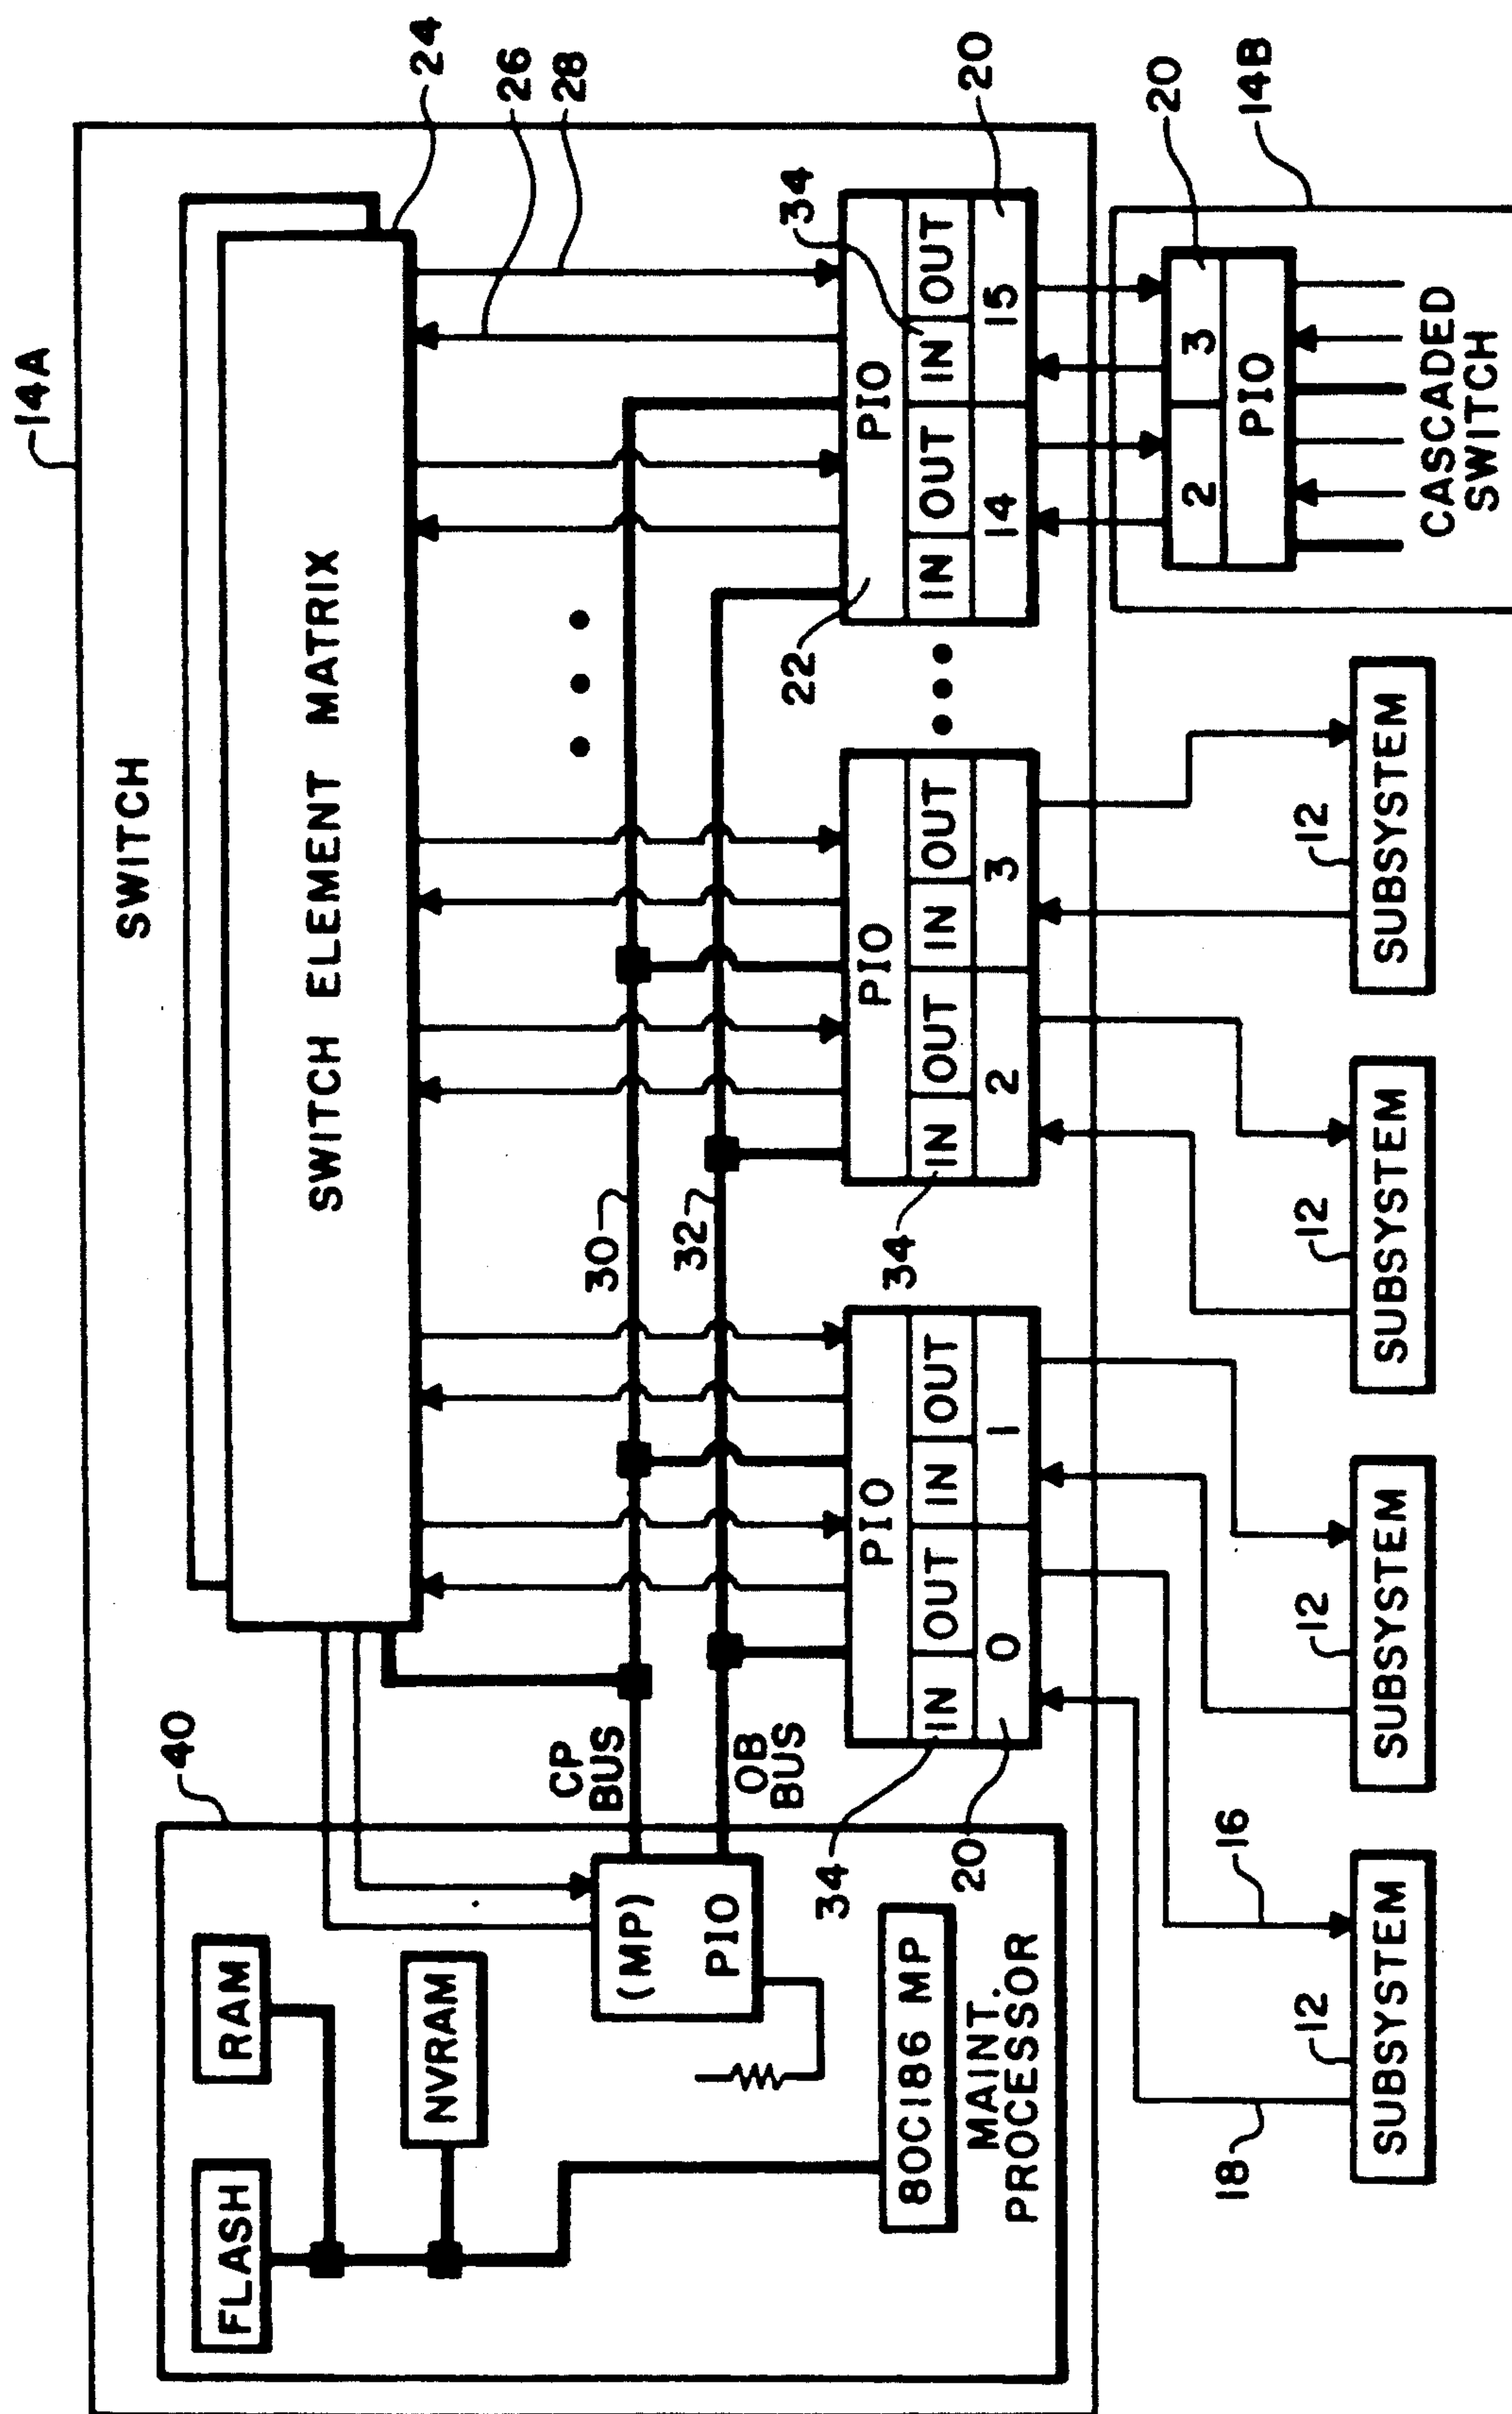 14A
SWITCH
24
SWITCH ELEMENT MATRIX
26
28
40
FLASH
RAM
NVRAM
(MP)
PIO
80C186 MP
MAINT.
PROCESSOR
CP
BUS
30
OB
BUS
32
PIO
IN OUT IN OUT
0 1
34
20
PIO
IN OUT IN OUT
2 3
34
22
PIO
IN OUT IN OUT
14 15
34
20
18
16
12
SUBSYSTEM
12
SUBSYSTEM
12
SUBSYSTEM
12
SUBSYSTEM
20
14B
2 3
PIO
CASCADED
SWITCH